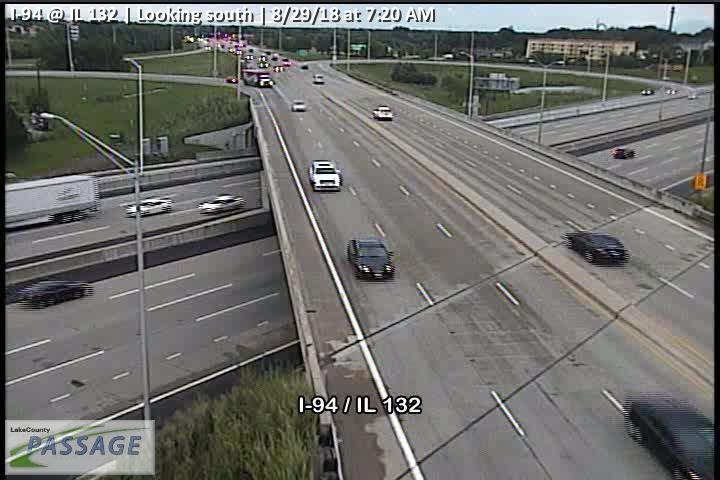 I-94 @ IL 132 | Looking south | 8/29/18 at 7:20 AM
I-94 / IL 132
LakeCounty
PASSAGE